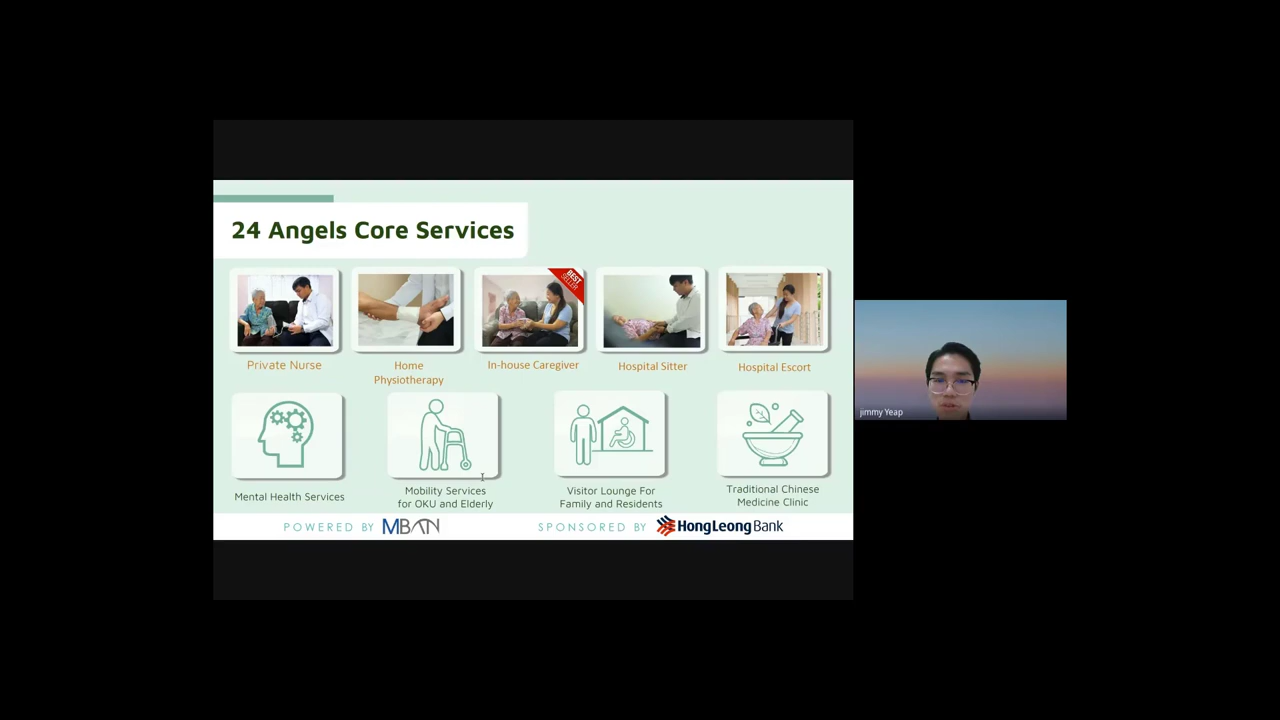 24 Angels Core Services
BEST
SELLER
Private Nurse
Home
Physiotherapy
In-house Caregiver
Hospital Sitter
Hospital Escort
Mental Health Services
Mobility Services
for OKU and Elderly
Visitor Lounge For
Family and Residents
Traditional Chinese
Medicine Clinic
POWERED BY MBAN
SPONSORED BY HongLeong Bank
jimmy Yeap